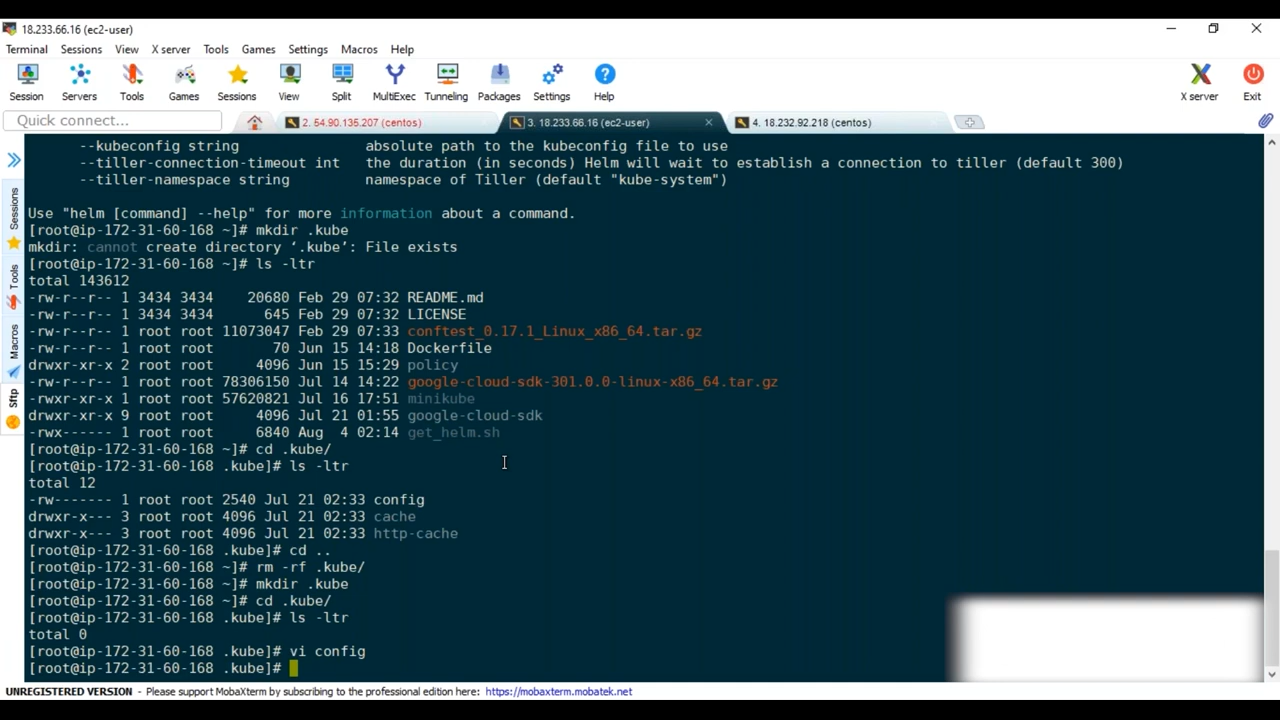 18.233.66.16 (ec2-user)
Terminal Sessions View X server Tools Games Settings Macros Help
Session Servers Tools Games Sessions View Split MultiExec Tunneling Packages Settings Help X server Exit
Quick connect... 2. 54.90.135.207 (centos) 3. 18.233.66.16 (ec2-user) 4. 18.232.92.218 (centos)
Sessions
Tools
Macros
Sftp
--kubeconfig string absolute path to the kubeconfig file to use
--tiller-connection-timeout int the duration (in seconds) Helm will wait to establish a connection to tiller (default 300)
--tiller-namespace string namespace of Tiller (default "kube-system")
Use "helm [command] --help" for more information about a command.
[root@ip-172-31-60-168 ~]# mkdir .kube
mkdir: cannot create directory ‘.kube’: File exists
[root@ip-172-31-60-168 ~]# ls -ltr
total 143612
-rw-r--r-- 1 3434 3434 20680 Feb 29 07:32 README.md
-rw-r--r-- 1 3434 3434 645 Feb 29 07:32 LICENSE
-rw-r--r-- 1 root root 11073047 Feb 29 07:33 conftest_0.17.1_Linux_x86_64.tar.gz
-rw-r--r-- 1 root root 70 Jun 15 14:18 Dockerfile
drwxr-xr-x 2 root root 4096 Jun 15 15:29 policy
-rw-r--r-- 1 root root 78306150 Jul 14 14:22 google-cloud-sdk-301.0.0-linux-x86_64.tar.gz
-rwxr-xr-x 1 root root 57620821 Jul 16 17:51 minikube
drwxr-xr-x 9 root root 4096 Jul 21 01:55 google-cloud-sdk
-rwx------ 1 root root 6840 Aug 4 02:14 get_helm.sh
[root@ip-172-31-60-168 ~]# cd .kube/
[root@ip-172-31-60-168 .kube]# ls -ltr
total 12
-rw------- 1 root root 2540 Jul 21 02:33 config
drwxr-x--- 3 root root 4096 Jul 21 02:33 cache
drwxr-x--- 3 root root 4096 Jul 21 02:33 http-cache
[root@ip-172-31-60-168 .kube]# cd ..
[root@ip-172-31-60-168 ~]# rm -rf .kube/
[root@ip-172-31-60-168 ~]# mkdir .kube
[root@ip-172-31-60-168 ~]# cd .kube/
[root@ip-172-31-60-168 .kube]# ls -ltr
total 0
[root@ip-172-31-60-168 .kube]# vi config
[root@ip-172-31-60-168 .kube]#
UNREGISTERED VERSION - Please support MobaXterm by subscribing to the professional edition here: https://mobaxterm.mobatek.net